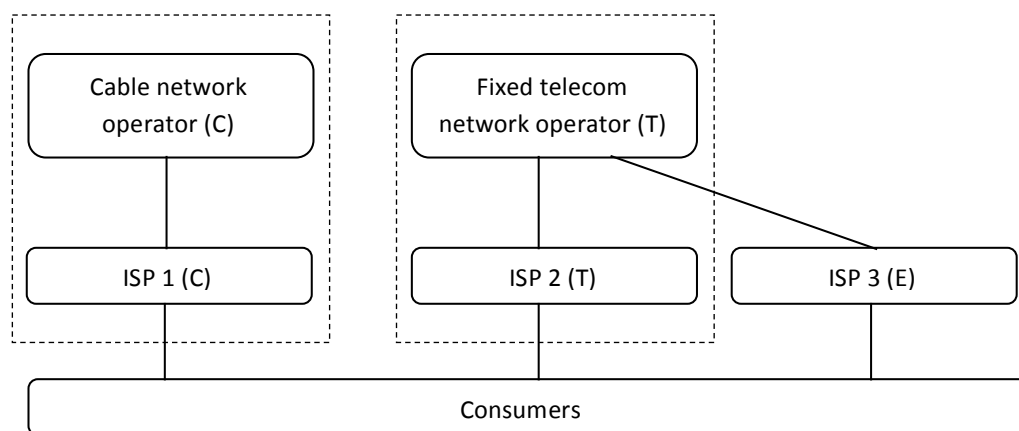 Cable network
operator (C)
Fixed telecom
network operator (T)
ISP 1 (C)
ISP 2 (T)
ISP 3 (E)
Consumers